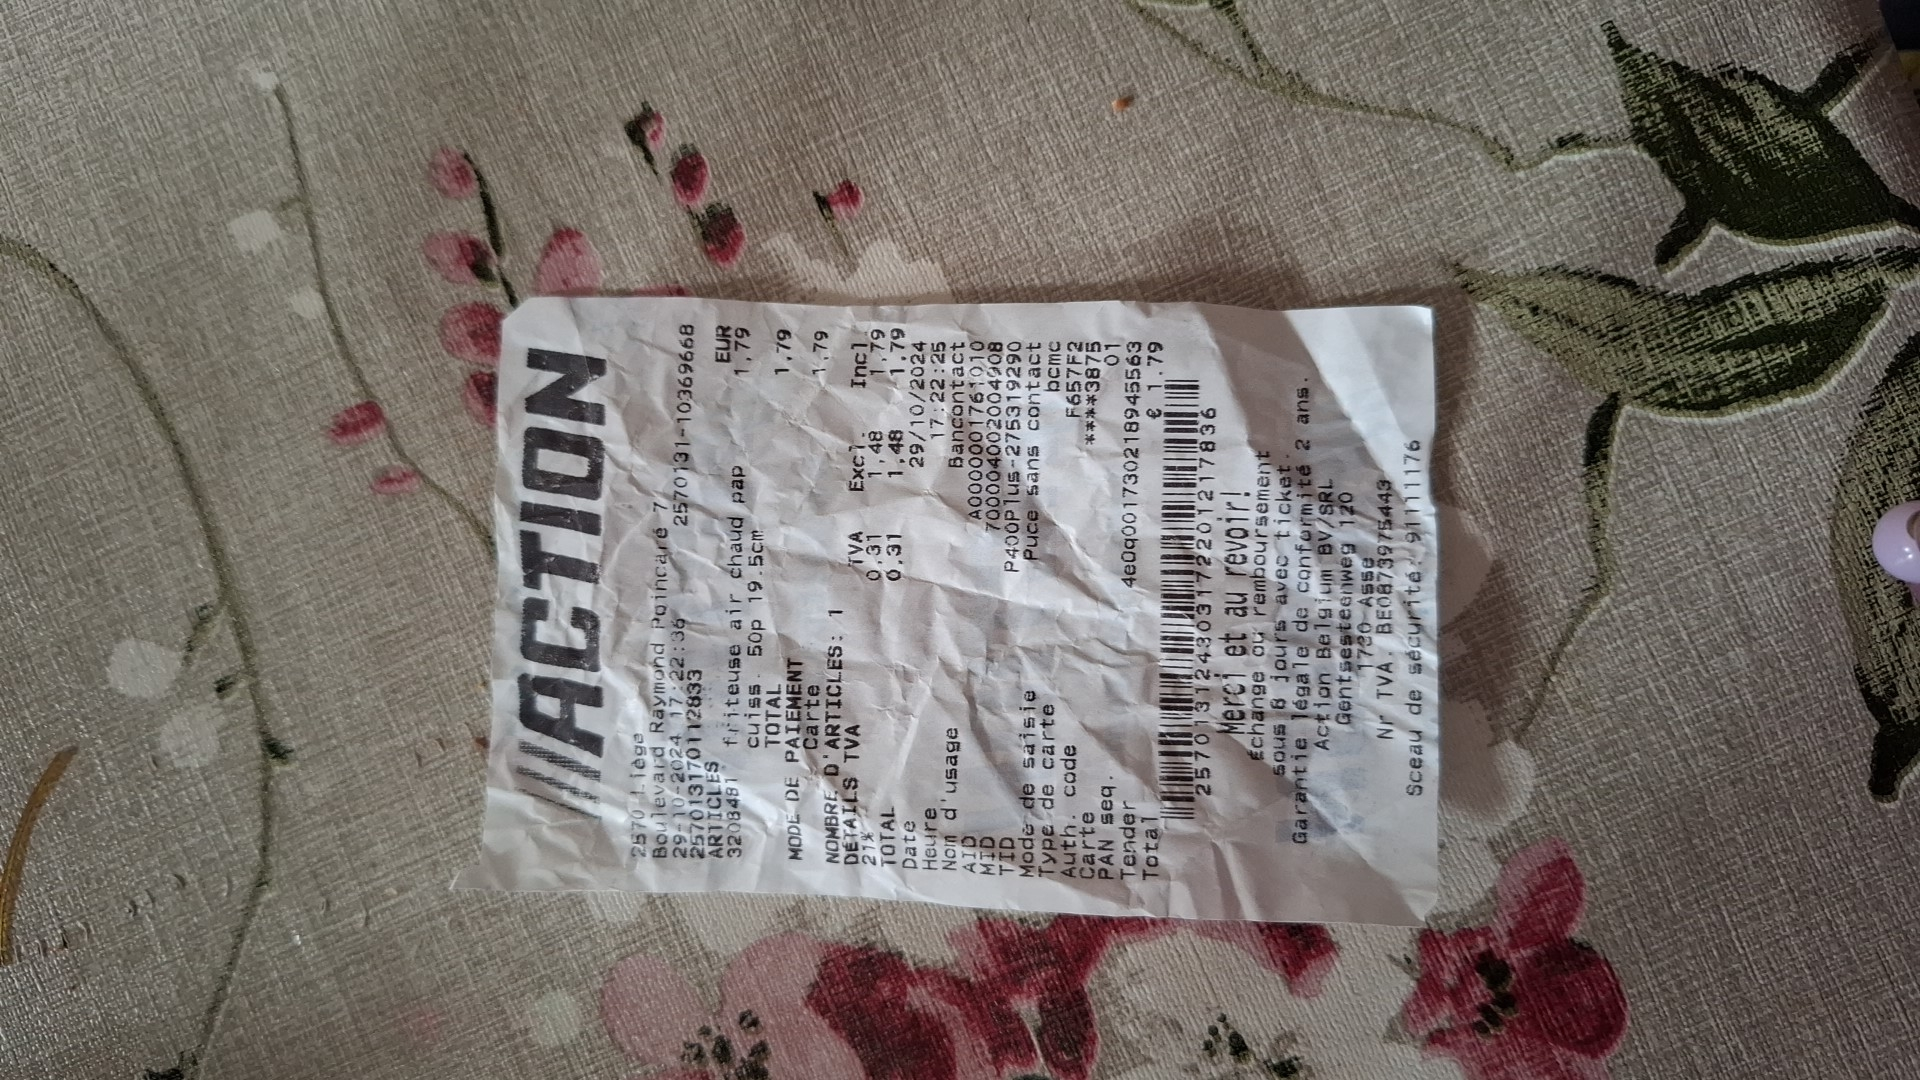 ACTION
2570 Liège
Boulevard Raymond Poincaré 7
29-10-2024 17:22:36 2570131-10369668
2570131701112833
ARTICLES EUR
3208481 friteuse air chaud pap 1,79
cuiss. 50p 19.5cm
TOTAL 1,79
MODE DE PAIEMENT
Carte 1,79
NOMBRE D'ARTICLES: 1
DÉTAILS TVA TVA Excl. Incl.
21% 0,31 1,48 1,79
TOTAL 0,31 1,48 1,79
Date 29/10/2024
Heure 17:22:25
Nom d'usage Bancontact
AID
MID
TID P400Plus-275319290
Mode de saisie Puce sans contact
Type de carte bcmc
Auth. code F657F2
Carte ****3875
PAN seq. 01
Tender 4e0q001730218945563
Total € 1.79
Merci et au revoir!
Échange ou remboursement
sous 8 jours avec ticket.
Garantie légale de conformité 2 ans.
Action Belgium BV/SRL
Gentsesteenweg 120
1730 Asse
Nr TVA. BE0873975443
Sceau de sécurité: 91111176